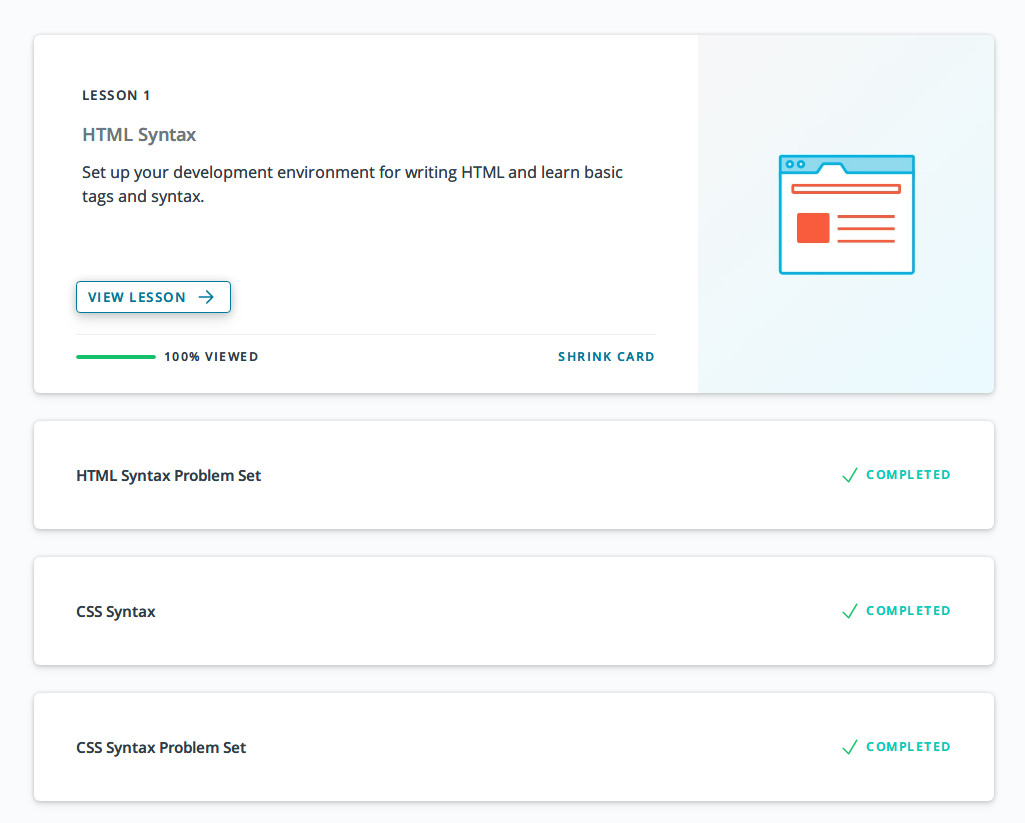 LESSON 1
HTML Syntax
Set up your development environment for writing HTML and learn basic
tags and syntax.
VIEW LESSON
100% VIEWED
SHRINK CARD
HTML Syntax Problem Set
COMPLETED
CSS Syntax
COMPLETED
CSS Syntax Problem Set
COMPLETED